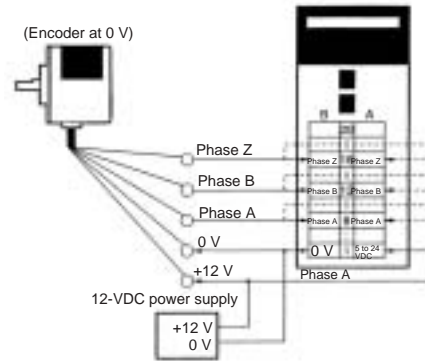 (Encoder at 0 V)
B A
Phase Z
Phase Z Phase Z
Phase B
Phase B Phase B
Phase A
Phase A Phase A
0 V
0 V 5 to 24 VDC
+12 V
Phase A
12-VDC power supply
+12 V
0 V